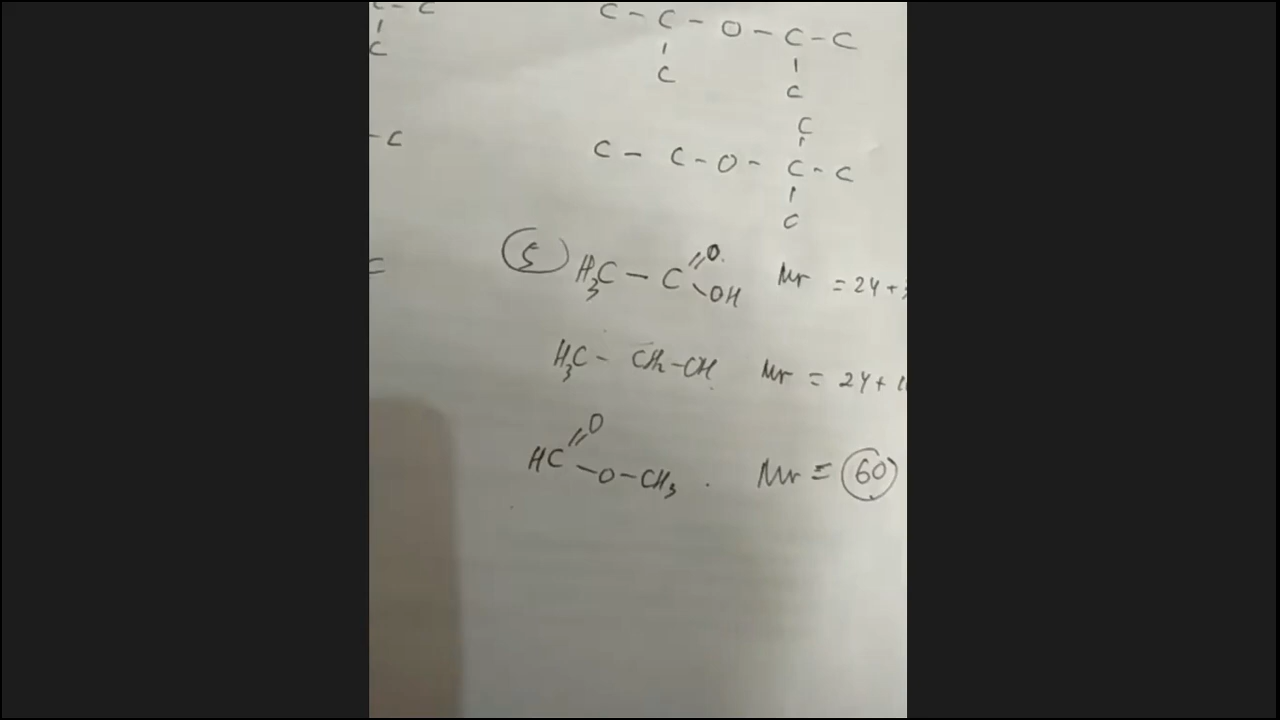 C - C
C
C - C - O - C - C
C C
- C
C
C - C - O - C - C
C
C
5 H3C - C = O OH Mr = 24 +
H3C - CH2 - CH Mr = 24 +
HC = O - O - CH3 . Mr = 60